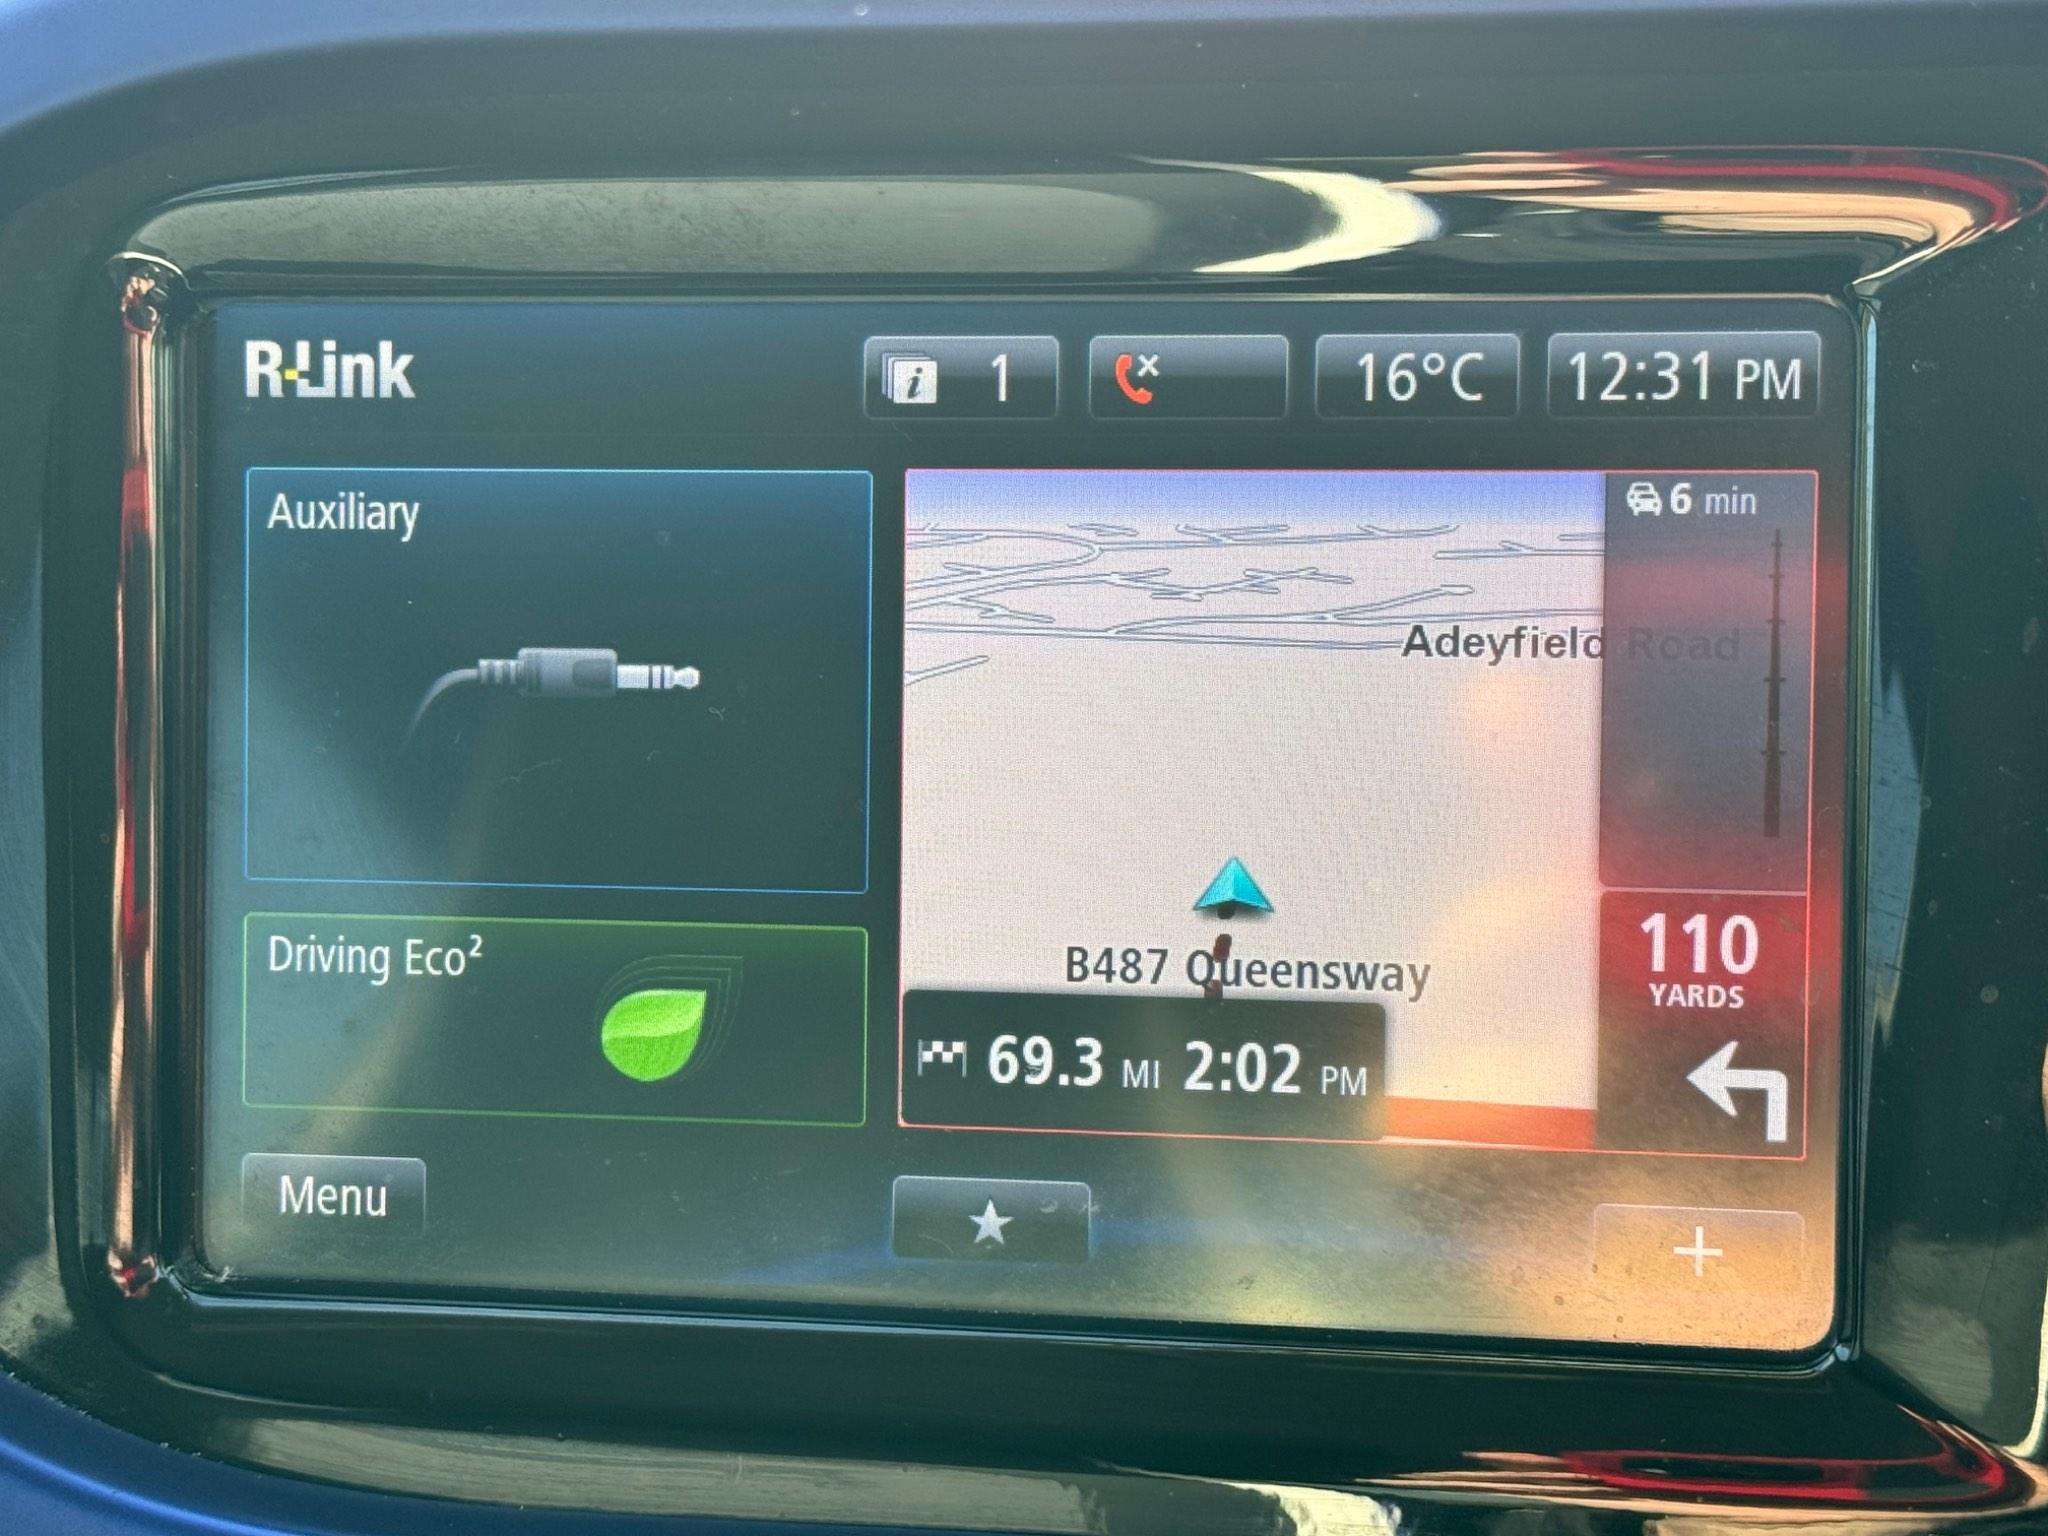 R-Link
1
16°C
12:31 PM
Auxiliary
6 min
Adeyfield Road
110
YARDS
B487 Queensway
Driving Eco²
69.3 MI 2:02 PM
Menu